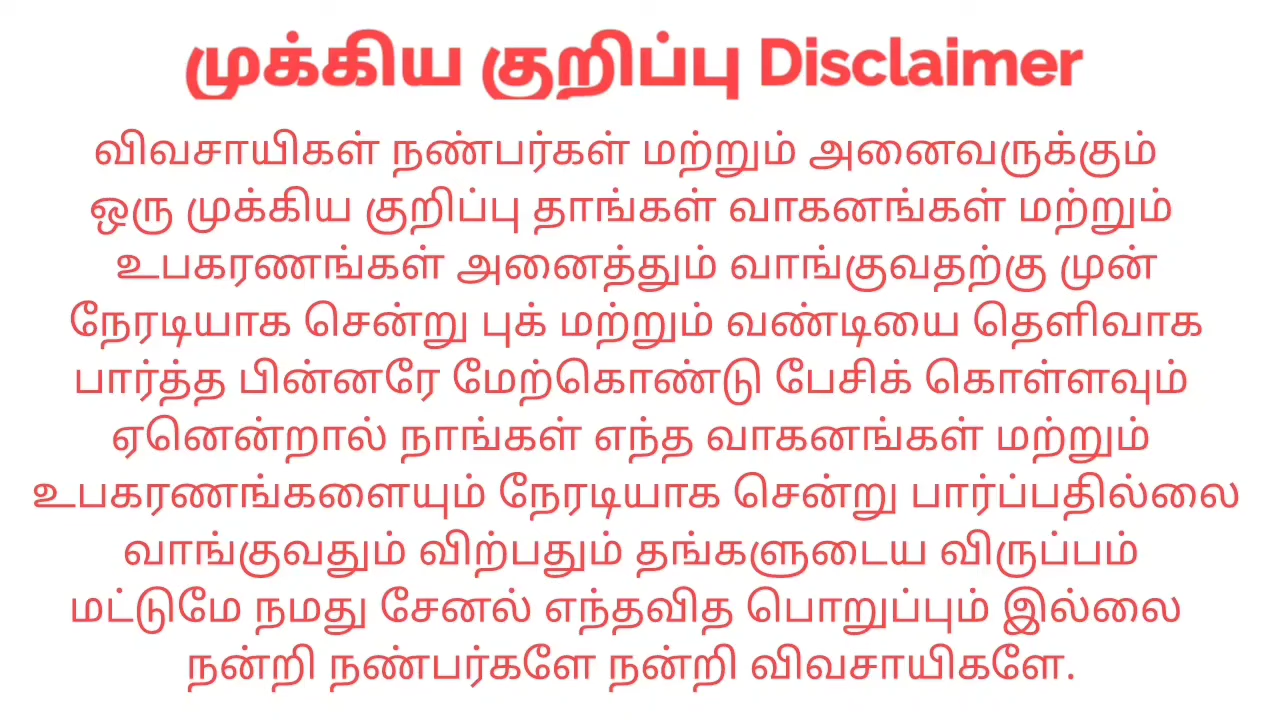 முக்கிய குறிப்பு Disclaimer
விவசாயிகள் நண்பர்கள் மற்றும் அனைவருக்கும்
ஒரு முக்கிய குறிப்பு தாங்கள் வாகனங்கள் மற்றும்
உபகரணங்கள் அனைத்தும் வாங்குவதற்கு முன்
நேரடியாக சென்று புக் மற்றும் வண்டியை தெளிவாக
பார்த்த பின்னரே மேற்கொண்டு பேசிக் கொள்ளவும்
ஏனென்றால் நாங்கள் எந்த வாகனங்கள் மற்றும்
உபகரணங்களையும் நேரடியாக சென்று பார்ப்பதில்லை
வாங்குவதும் விற்பதும் தங்களுடைய விருப்பம்
மட்டுமே நமது சேனல் எந்தவித பொறுப்பும் இல்லை
நன்றி நண்பர்களே நன்றி விவசாயிகளே.